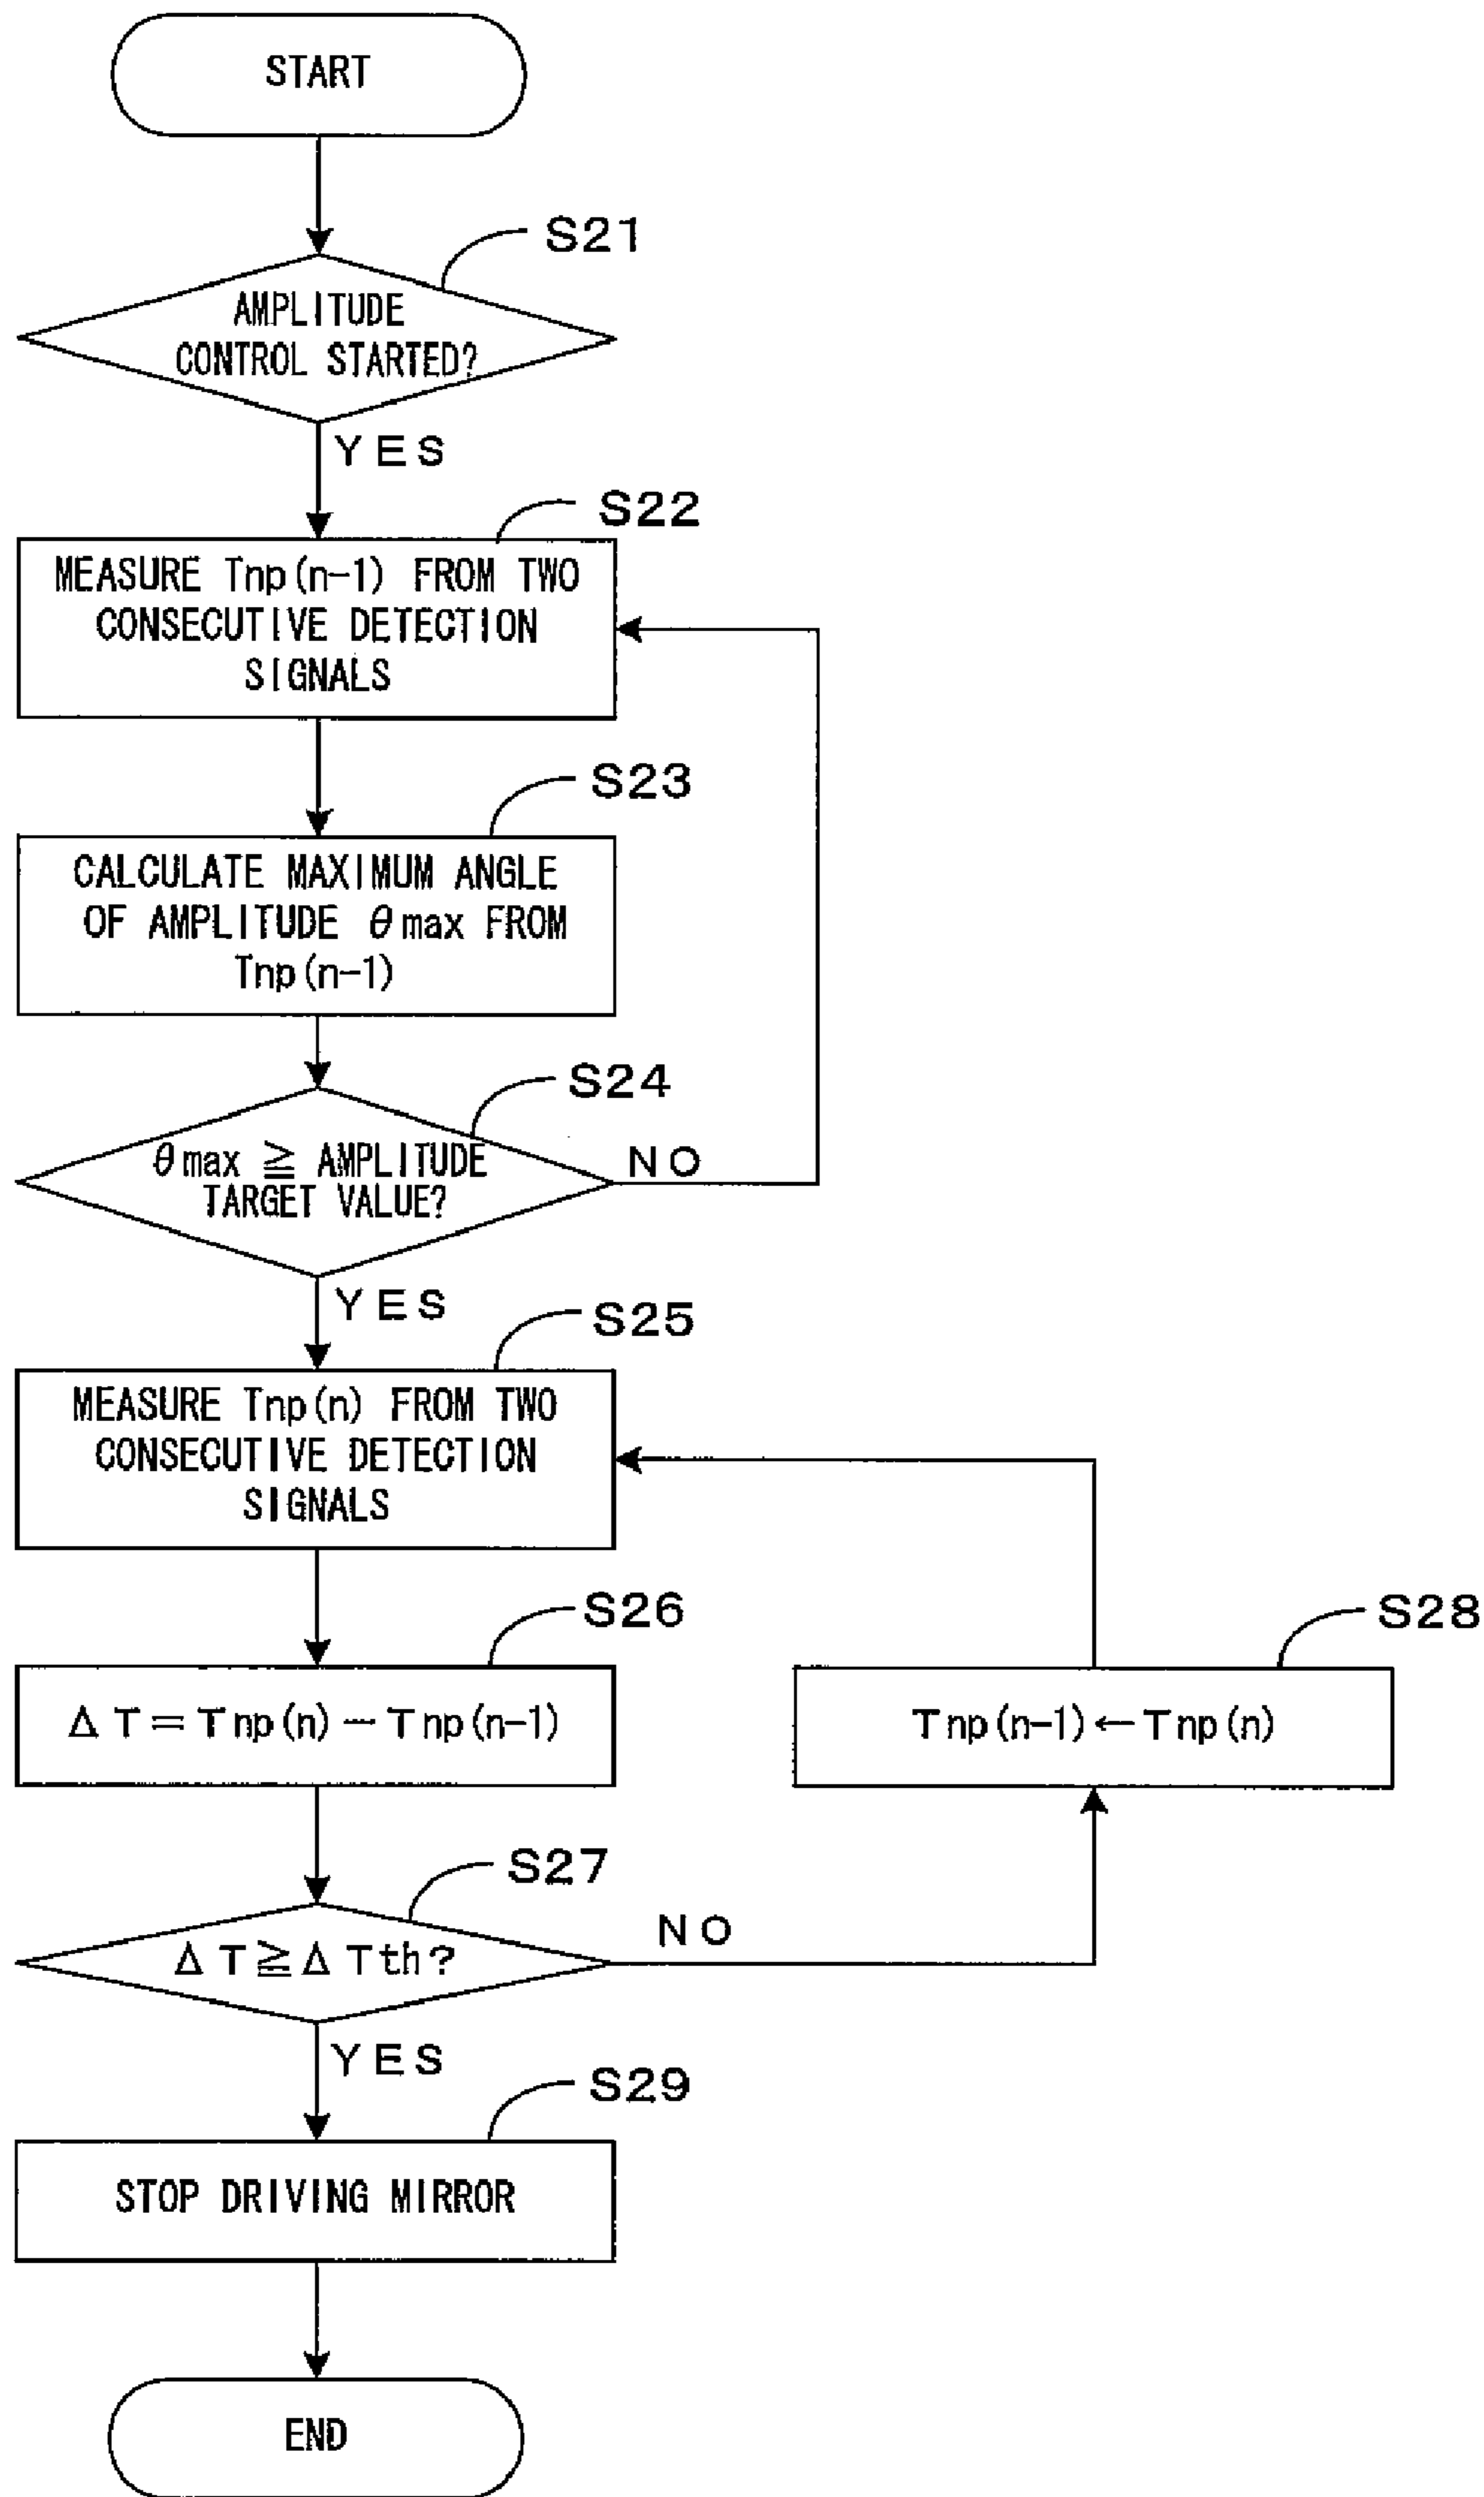 START
S21
AMPLITUDE
CONTROL STARTED?
YES
S22
MEASURE Tnp(n-1) FROM TWO
CONSECUTIVE DETECTION
SIGNALS
S23
CALCULATE MAXIMUM ANGLE
OF AMPLITUDE θmax FROM
Tnp(n-1)
S24
θmax ≧ AMPLITUDE
TARGET VALUE?
NO
YES
S25
MEASURE Tnp(n) FROM TWO
CONSECUTIVE DETECTION
SIGNALS
S26
ΔT=Tnp(n)-Tnp(n-1)
S28
Tnp(n-1)←Tnp(n)
S27
ΔT≧ΔTth?
NO
YES
S29
STOP DRIVING MIRROR
END